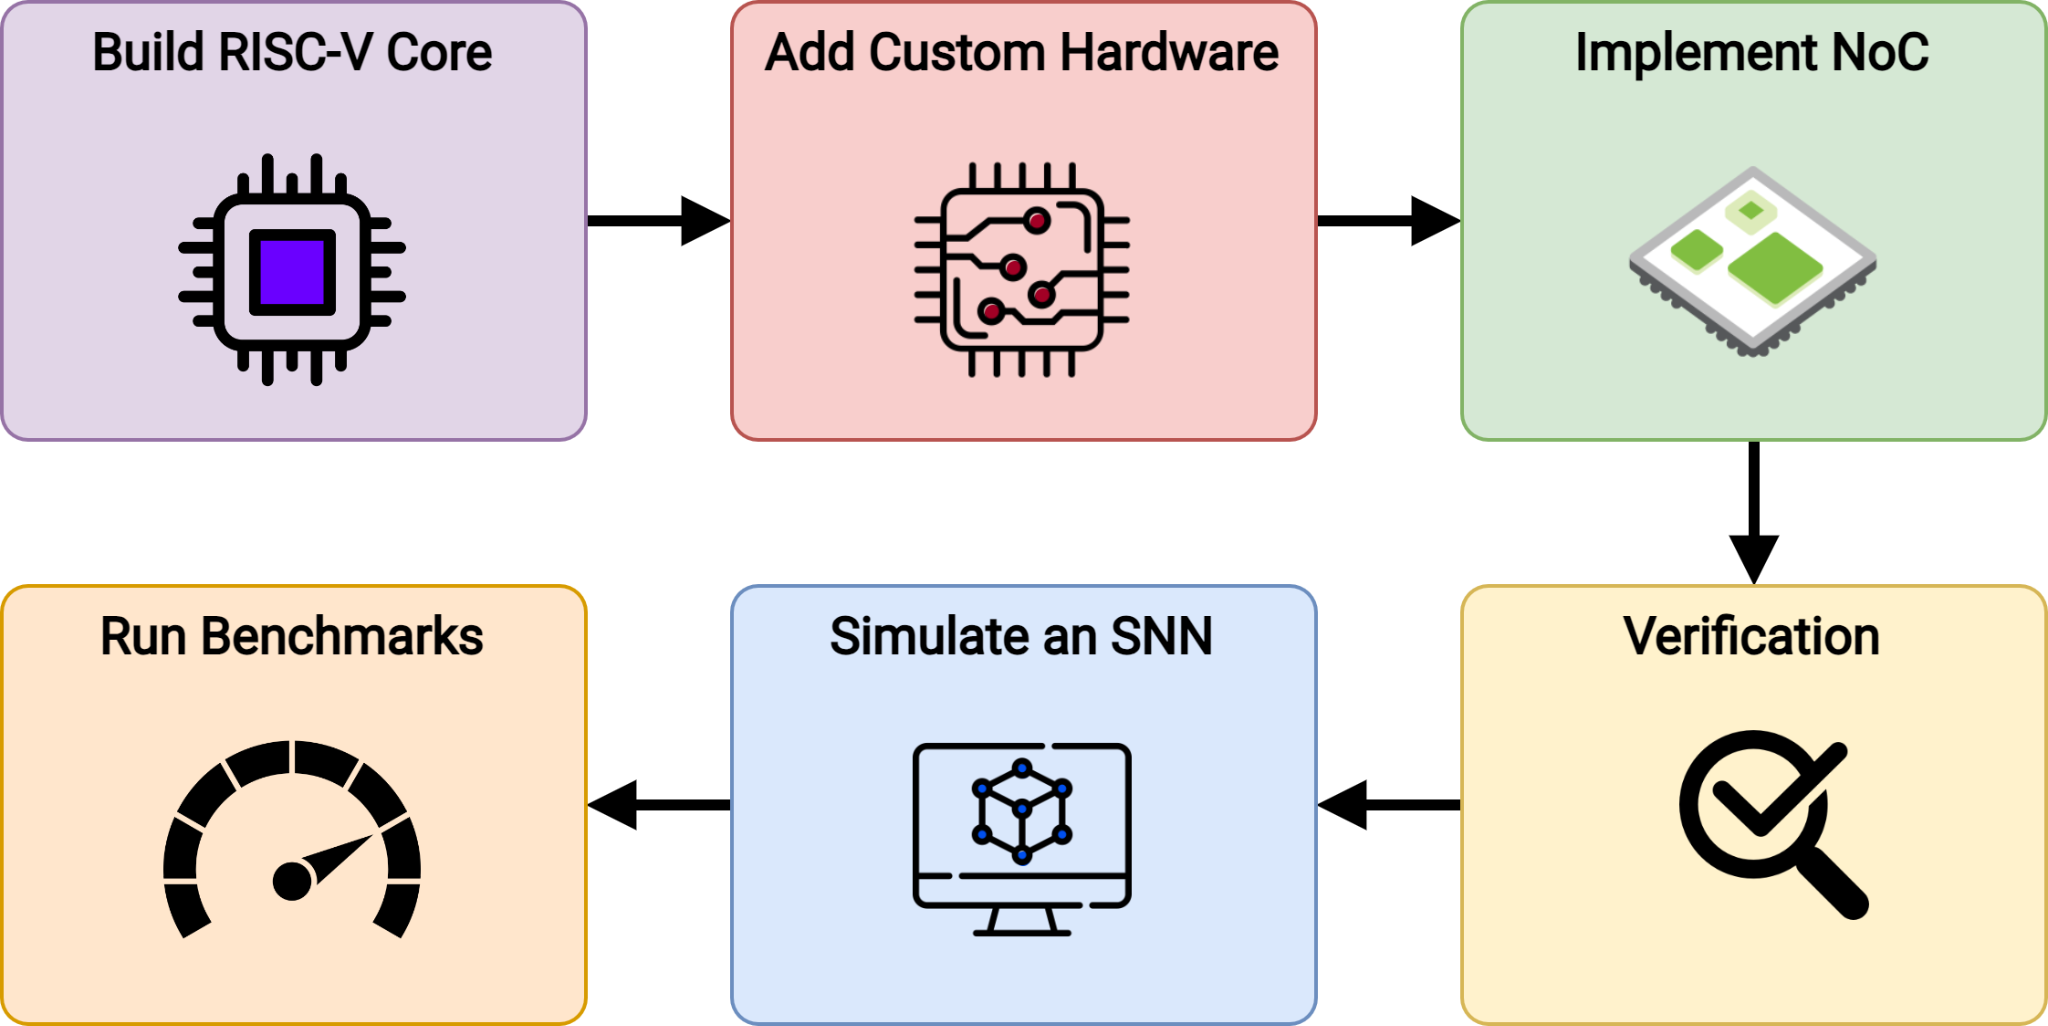 Build RISC-V Core
Add Custom Hardware
Implement NoC
Run Benchmarks
Simulate an SNN
Verification